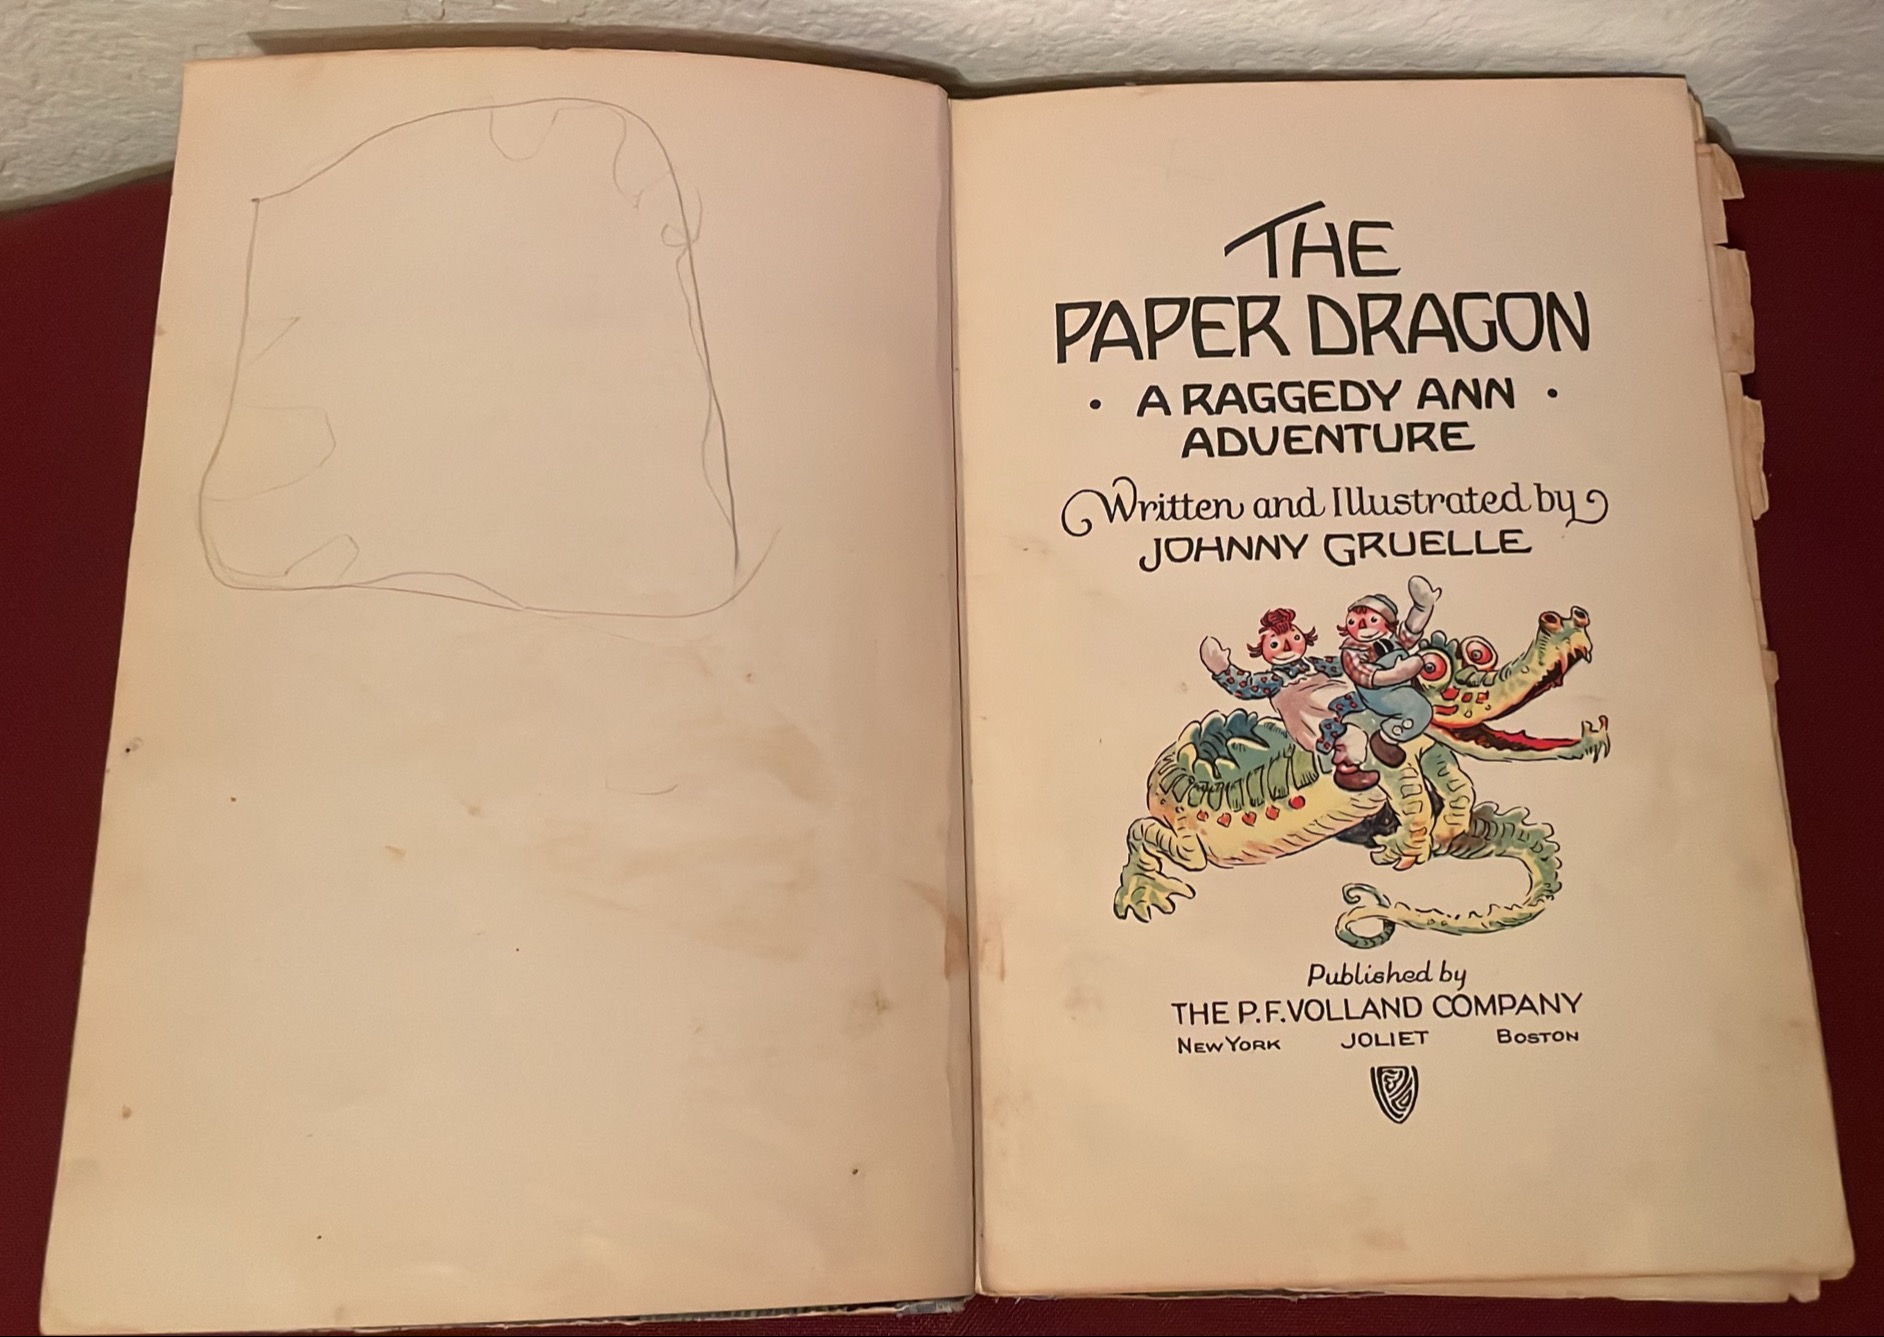 THE
PAPER DRAGON
· A RAGGEDY ANN ·
ADVENTURE
Written and Illustrated by
JOHNNY GRUELLE
Published by
THE P.F. VOLLAND COMPANY
NEW YORK JOLIET BOSTON